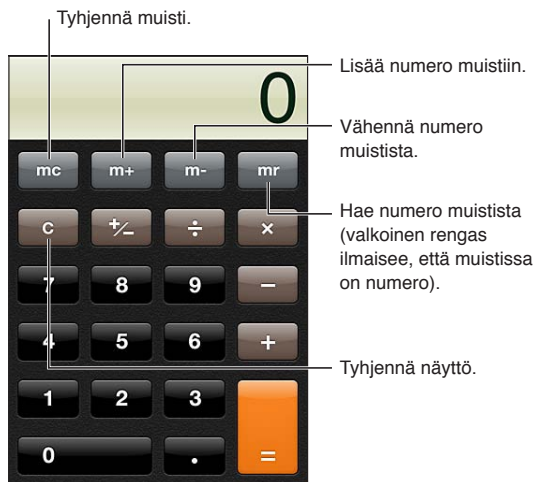 Tyhjennä muisti.
Lisää numero muistiin.
0
Vähennä numero
muistista.
mc m+ m- mr
Hae numero muistista
(valkoinen rengas
ilmaisee, että muistissa
on numero).
C +/− ÷ ×
7 8 9 −
4 5 6 +
Tyhjennä näyttö.
1 2 3
0 . =